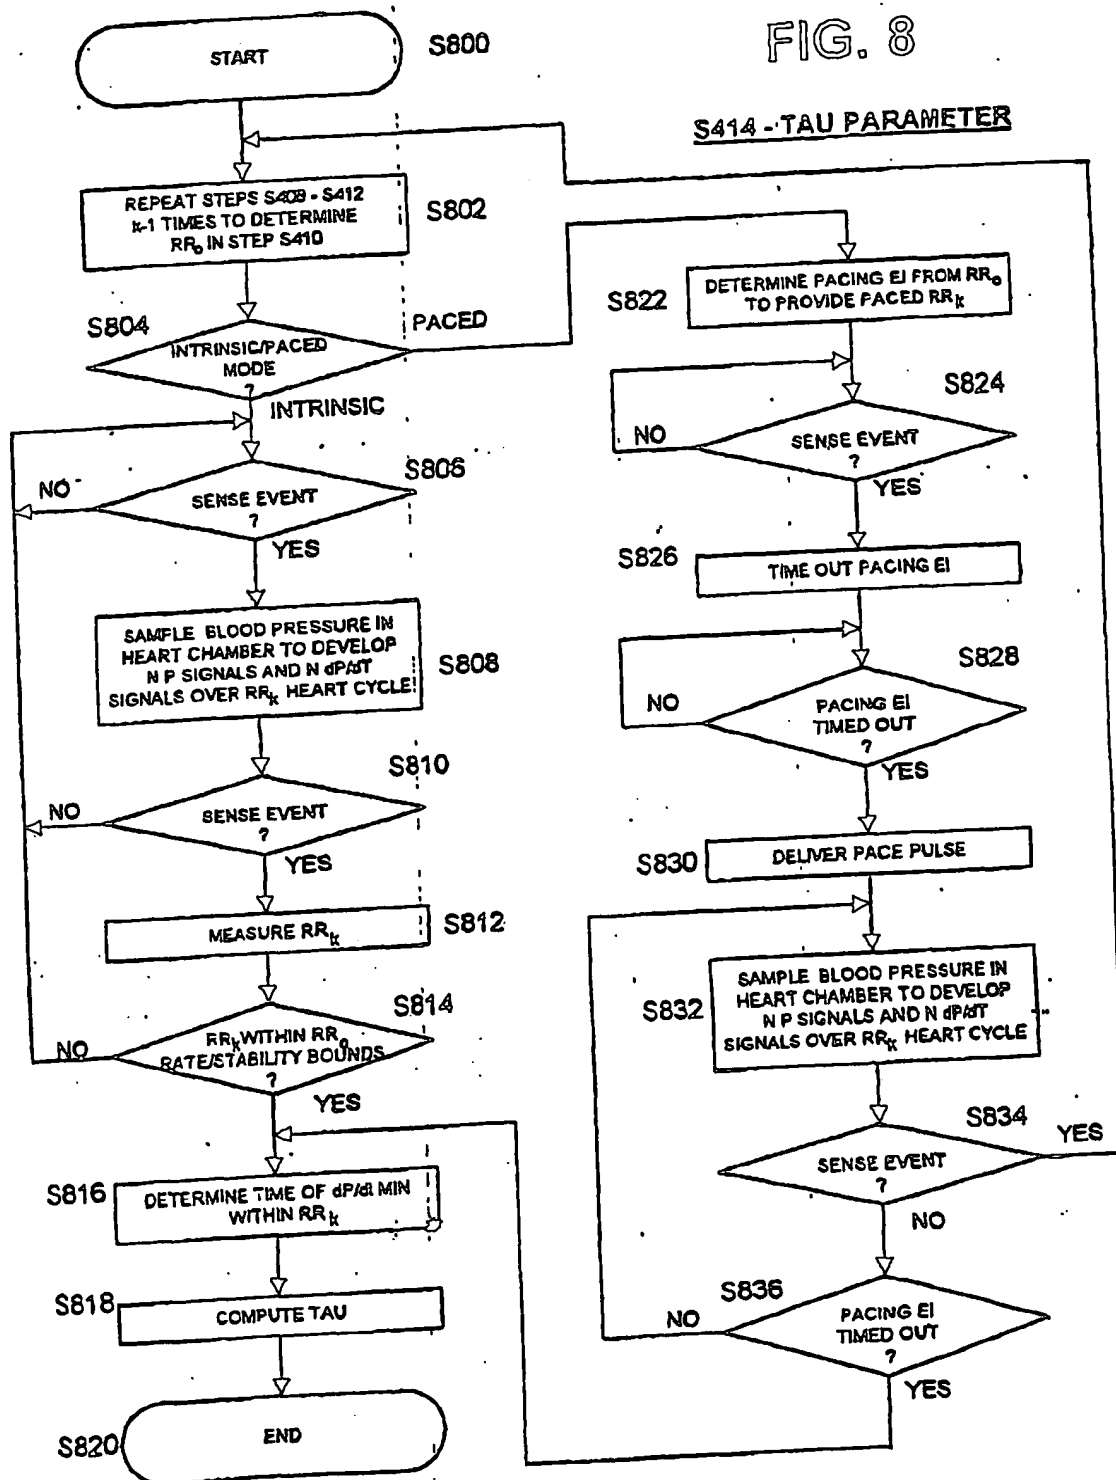 FIG. 8
S414 - TAU PARAMETER
START
S800
REPEAT STEPS S408 - S412
k-1 TIMES TO DETERMINE
RRo IN STEP S410
S802
S804
INTRINSIC/PACED
MODE
?
PACED
INTRINSIC
S806
SENSE EVENT
?
NO
YES
SAMPLE BLOOD PRESSURE IN
HEART CHAMBER TO DEVELOP
N P SIGNALS AND N dP/dT
SIGNALS OVER RRk HEART CYCLE
S808
S810
SENSE EVENT
?
NO
YES
MEASURE RRk
S812
S814
RRk WITHIN RRo
RATE/STABILITY BOUNDS
?
NO
YES
S816
DETERMINE TIME OF dP/dt MIN
WITHIN RRk
S818
COMPUTE TAU
S820
END
S822
DETERMINE PACING EI FROM RRo
TO PROVIDE PACED RRk
S824
SENSE EVENT
?
NO
YES
S826
TIME OUT PACING EI
S828
PACING EI
TIMED OUT
?
NO
YES
S830
DELIVER PACE PULSE
S832
SAMPLE BLOOD PRESSURE IN
HEART CHAMBER TO DEVELOP
N P SIGNALS AND N dP/dT
SIGNALS OVER RRk HEART CYCLE
S834
SENSE EVENT
?
YES
NO
S836
PACING EI
TIMED OUT
?
NO
YES